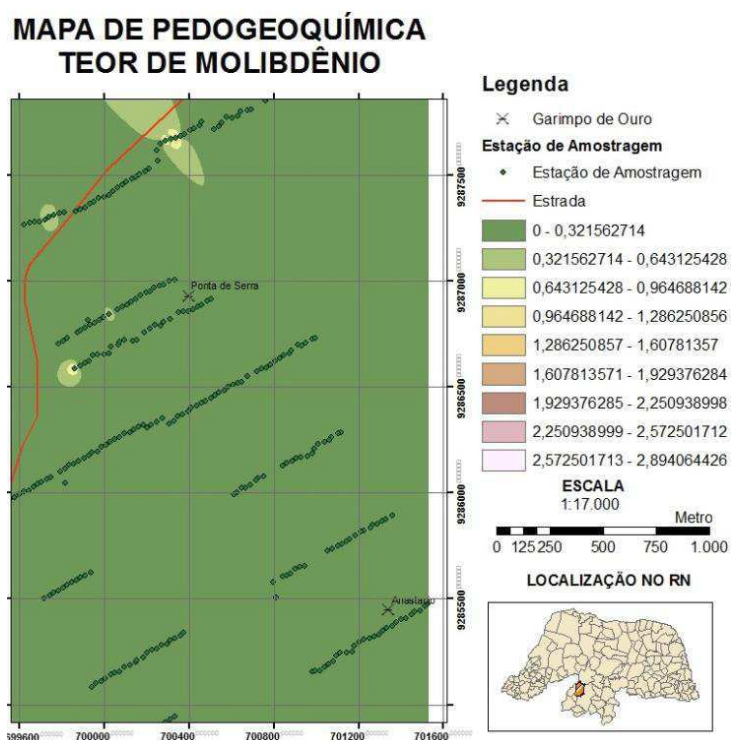 MAPA DE PEDOGEOQUÍMICA
TEOR DE MOLIBDÊNIO
Legenda
Garimpo de Ouro
Estação de Amostragem
Estação de Amostragem
Estrada
0 - 0,321562714
0,321562714 - 0,643125428
0,643125428 - 0,964688142
0,964688142 - 1,286250856
1,286250857 - 1,60781357
1,607813571 - 1,929376284
1,929376285 - 2,250938998
2,250938999 - 2,572501712
2,572501713 - 2,894064426
ESCALA
1:17.000
Metro
0 125 250 500 750 1.000
LOCALIZAÇÃO NO RN
Ponta de Serra
9287500
9287000
9286500
9286000
9285500
700000 700400 700800 701200 701600